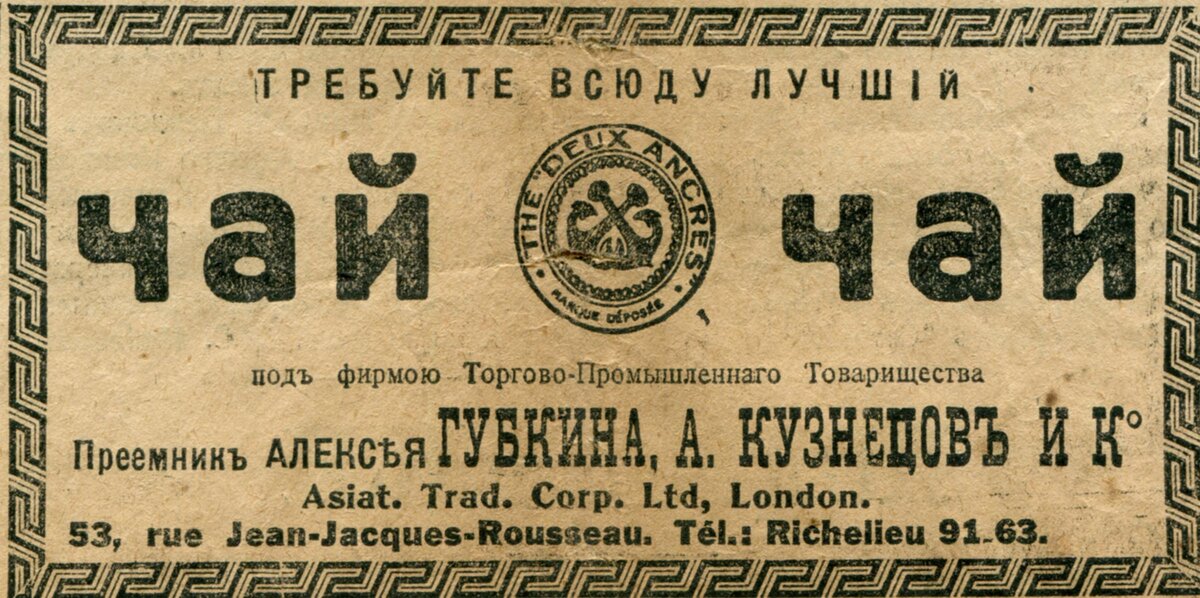 ТРЕБУЙТЕ ВСЮДУ ЛУЧШІЙ
чай чай
THE "DEUX ANCRES"
MARQUE DÉPOSÉE
подъ фирмою Торгово-Промышленнаго Товарищества
Преемникъ АЛЕКСѢЯ ГУБКИНА, А. КУЗНЕЦОВЪ И К°
Asiat. Trad. Corp. Ltd, London.
53, rue Jean-Jacques-Rousseau. Tél.: Richelieu 91-63.